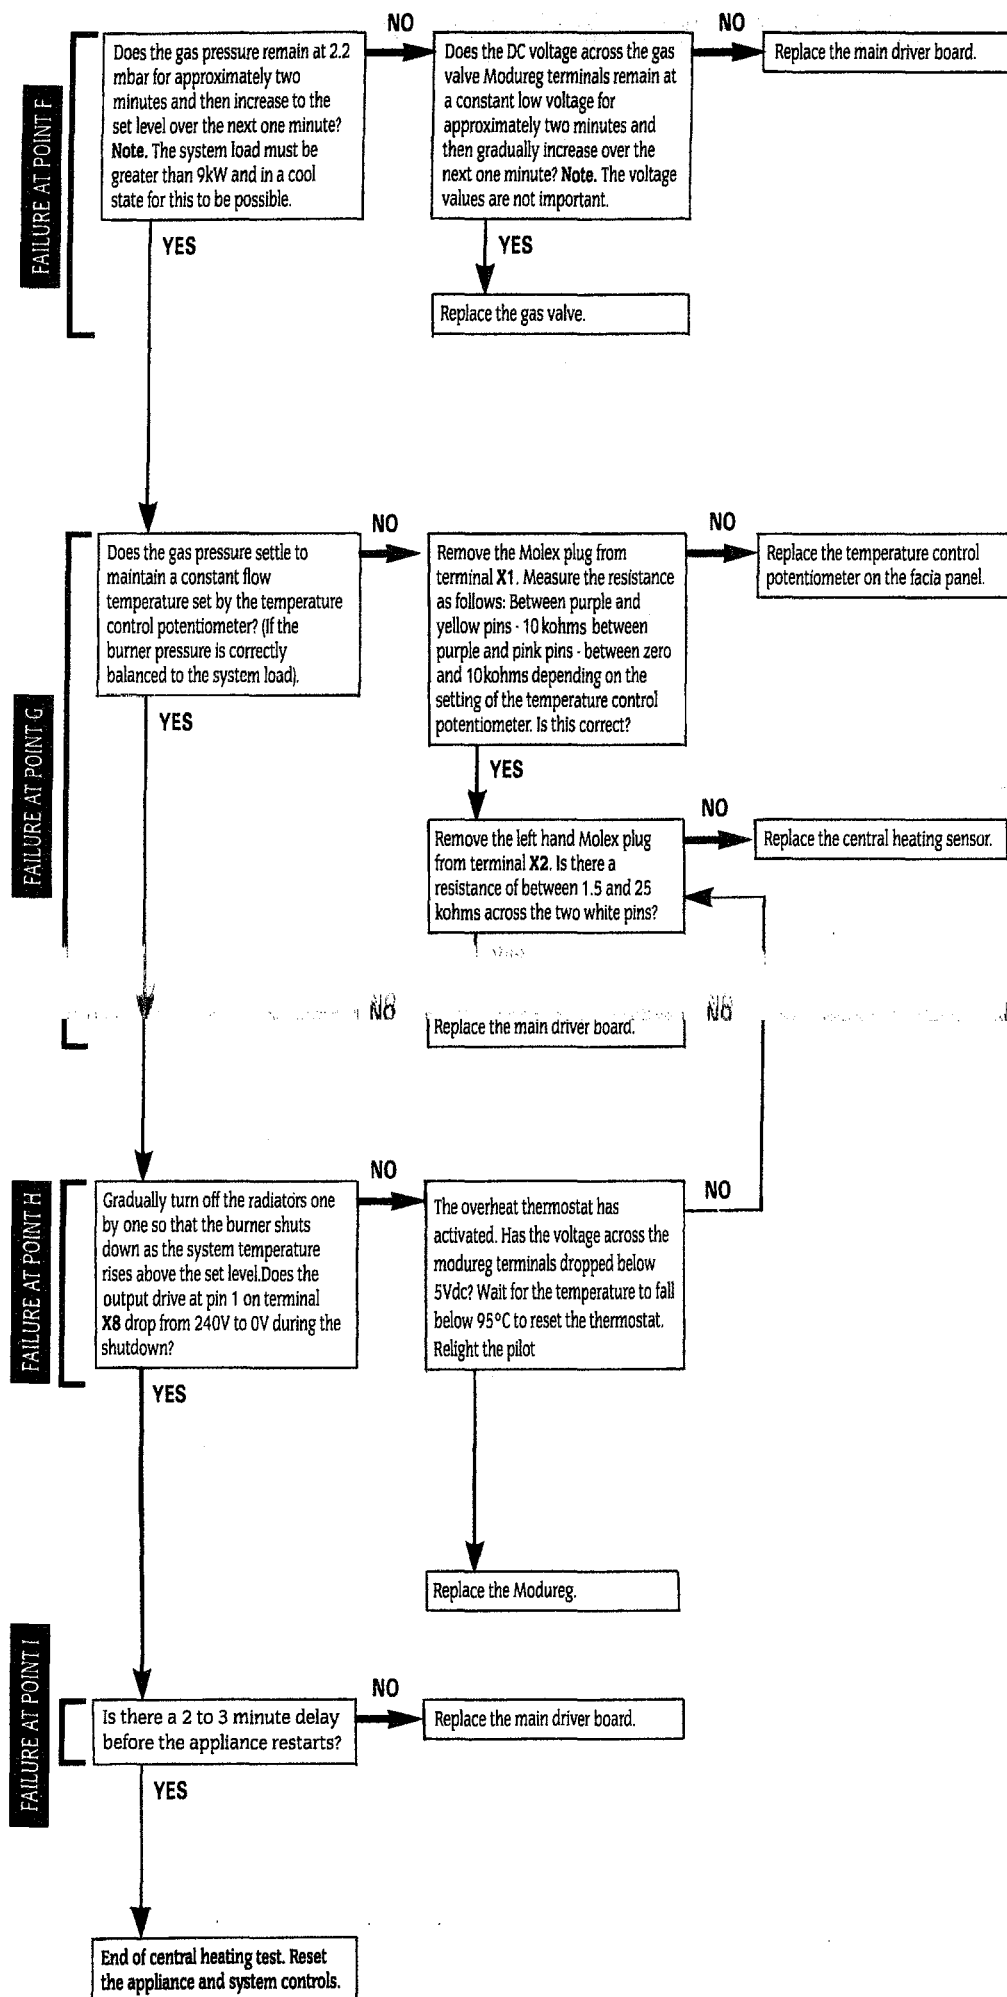 FAILURE AT POINT F
Does the gas pressure remain at 2.2
mbar for approximately two
minutes and then increase to the
set level over the next one minute?
Note. The system load must be
greater than 9kW and in a cool
state for this to be possible.
NO
Does the DC voltage across the gas
valve Modureg terminals remain at
a constant low voltage for
approximately two minutes and
then gradually increase over the
next one minute? Note. The voltage
values are not important.
NO
Replace the main driver board.
YES
YES
Replace the gas valve.
FAILURE AT POINT G
Does the gas pressure settle to
maintain a constant flow
temperature set by the temperature
control potentiometer? (If the
burner pressure is correctly
balanced to the system load).
NO
Remove the Molex plug from
terminal X1. Measure the resistance
as follows: Between purple and
yellow pins - 10 kohms between
purple and pink pins - between zero
and 10kohms depending on the
setting of the temperature control
potentiometer. Is this correct?
NO
Replace the temperature control
potentiometer on the facia panel.
YES
YES
Remove the left hand Molex plug
from terminal X2. Is there a
resistance of between 1.5 and 25
kohms across the two white pins?
NO
Replace the central heating sensor.
NO
NO
Replace the main driver board.
FAILURE AT POINT H
Gradually turn off the radiators one
by one so that the burner shuts
down as the system temperature
rises above the set level.Does the
output drive at pin 1 on terminal
X8 drop from 240V to 0V during the
shutdown?
NO
The overheat thermostat has
activated. Has the voltage across the
modureg terminals dropped below
5Vdc? Wait for the temperature to fall
below 95°C to reset the thermostat.
Relight the pilot
NO
YES
Replace the Modureg.
FAILURE AT POINT I
Is there a 2 to 3 minute delay
before the appliance restarts?
NO
Replace the main driver board.
YES
End of central heating test. Reset
the appliance and system controls.